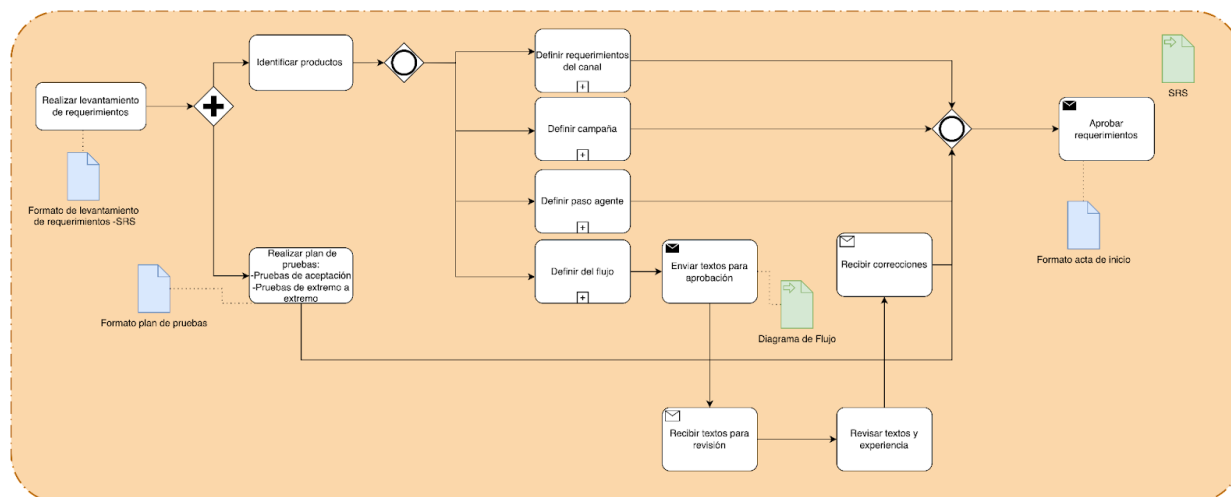 Identificar productos
Definir requerimientos
del canal
SRS
Realizar levantamiento
de requerimientos
Definir campaña
Aprobar
requerimientos
Formato de levantamiento
de requerimientos -SRS
Definir paso agente
Realizar plan de
pruebas:
-Pruebas de aceptación
-Pruebas de extremo a
extremo
Definir del flujo
Enviar textos para
aprobación
Recibir correcciones
Formato acta de inicio
Formato plan de pruebas
Diagrama de Flujo
Recibir textos para
revisión
Revisar textos y
experiencia